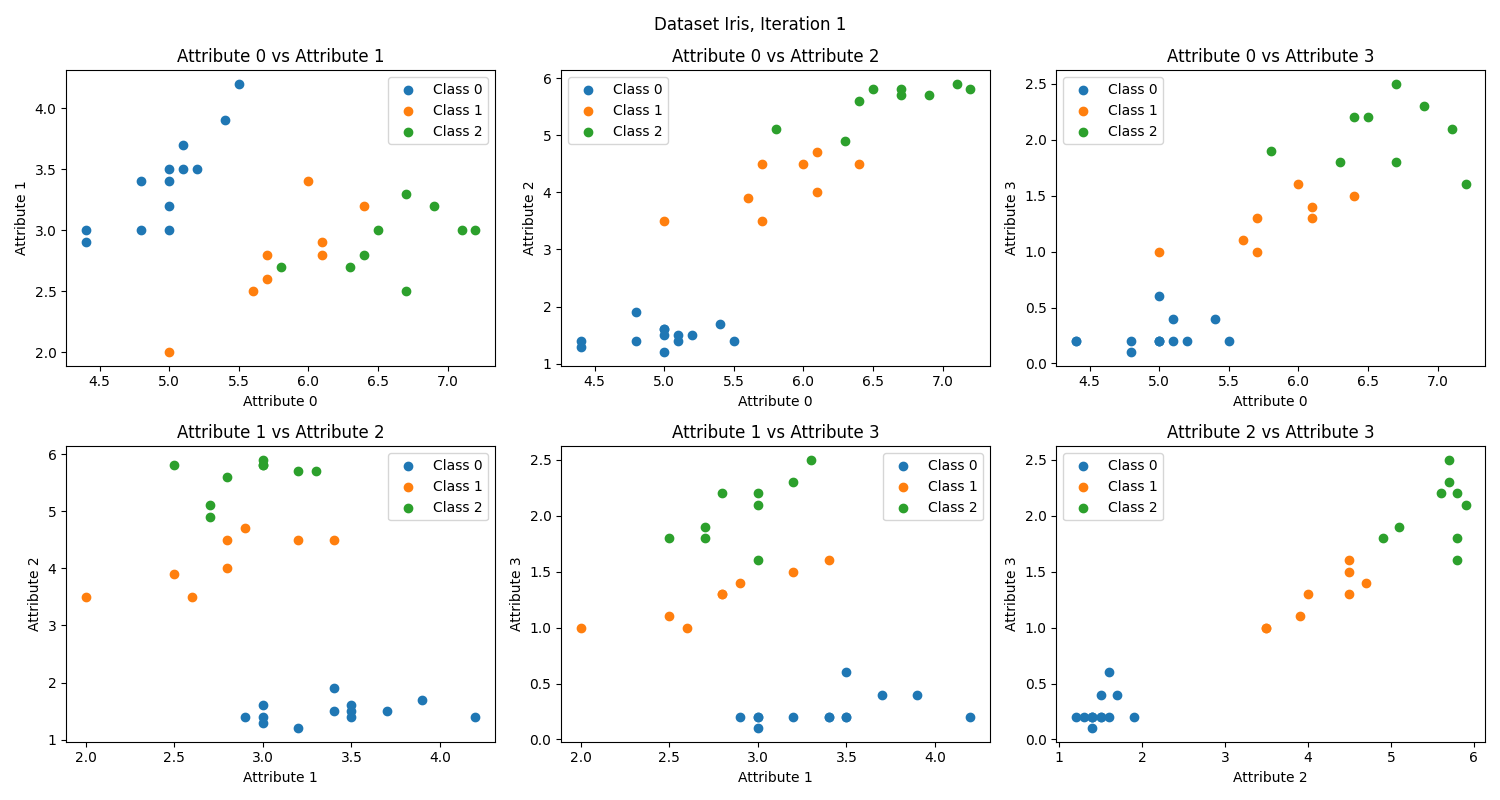 Dataset Iris, Iteration 1
Attribute 0 vs Attribute 1
Class 0
Class 1
Class 2
4.0
3.5
3.0
2.5
2.0
Attribute 1
4.5 5.0 5.5 6.0 6.5 7.0
Attribute 0
Attribute 0 vs Attribute 2
Class 0
Class 1
Class 2
6
5
4
3
2
1
Attribute 2
4.5 5.0 5.5 6.0 6.5 7.0
Attribute 0
Attribute 0 vs Attribute 3
Class 0
Class 1
Class 2
2.5
2.0
1.5
1.0
0.5
0.0
Attribute 3
4.5 5.0 5.5 6.0 6.5 7.0
Attribute 0
Attribute 1 vs Attribute 2
Class 0
Class 1
Class 2
6
5
4
3
2
1
Attribute 2
2.0 2.5 3.0 3.5 4.0
Attribute 1
Attribute 1 vs Attribute 3
Class 0
Class 1
Class 2
2.5
2.0
1.5
1.0
0.5
0.0
Attribute 3
2.0 2.5 3.0 3.5 4.0
Attribute 1
Attribute 2 vs Attribute 3
Class 0
Class 1
Class 2
2.5
2.0
1.5
1.0
0.5
0.0
Attribute 3
1 2 3 4 5 6
Attribute 2